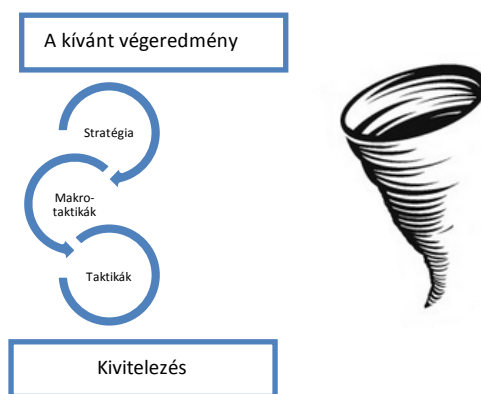 A kívánt végeredmény
Stratégia
Makro-
taktikák
Taktikák
Kivitelezés